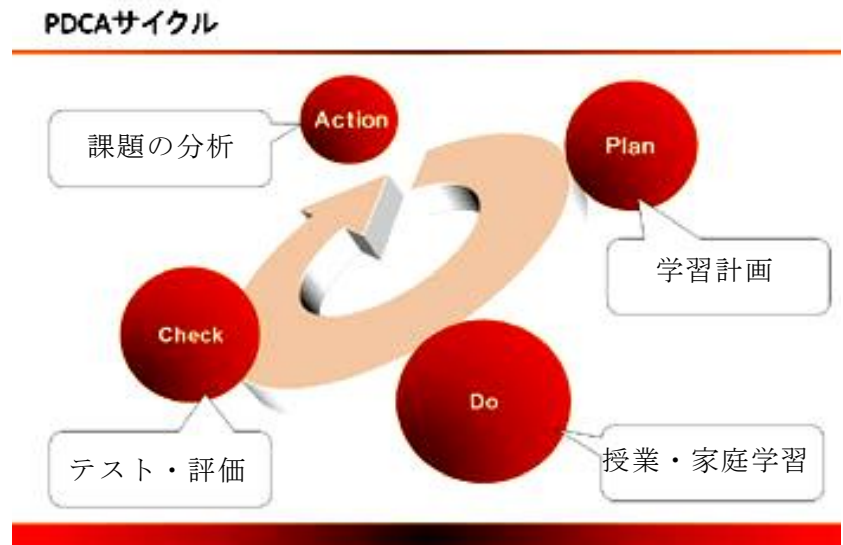 PDCAサイクル
Action
課題の分析
Plan
学習計画
Check
テスト・評価
Do
授業・家庭学習